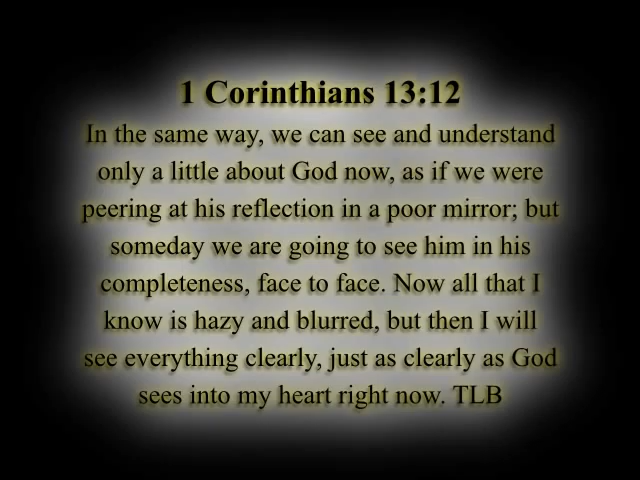 1 Corinthians 13:12
In the same way, we can see and understand
only a little about God now, as if we were
peering at his reflection in a poor mirror; but
someday we are going to see him in his
completeness, face to face. Now all that I
know is hazy and blurred, but then I will
see everything clearly, just as clearly as God
sees into my heart right now. TLB